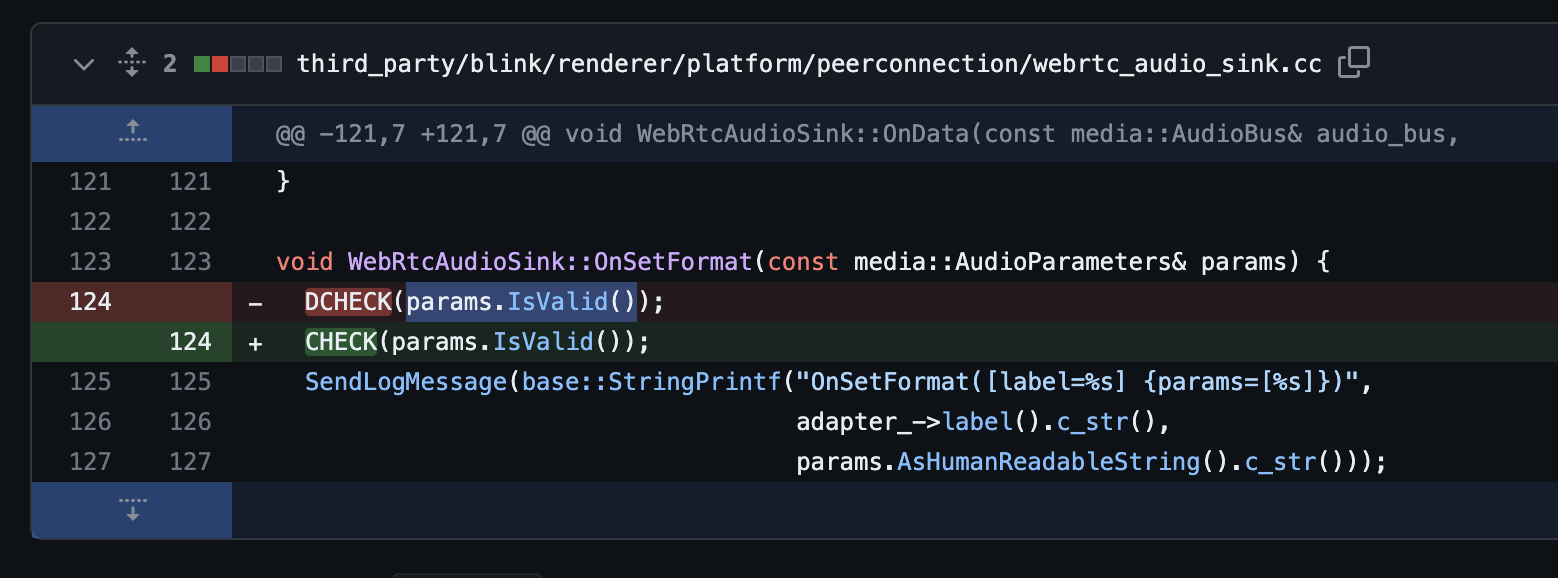 2 third_party/blink/renderer/platform/peerconnection/webrtc_audio_sink.cc
@@ -121,7 +121,7 @@ void WebRtcAudioSink::OnData(const media::AudioBus& audio_bus,
121 121 }
122 122
123 123 void WebRtcAudioSink::OnSetFormat(const media::AudioParameters& params) {
124 - DCHECK(params.IsValid());
124 + CHECK(params.IsValid());
125 125 SendLogMessage(base::StringPrintf("OnSetFormat([label=%s] {params=[%s]})",
126 126 adapter_->label().c_str(),
127 127 params.AsHumanReadableString().c_str()));